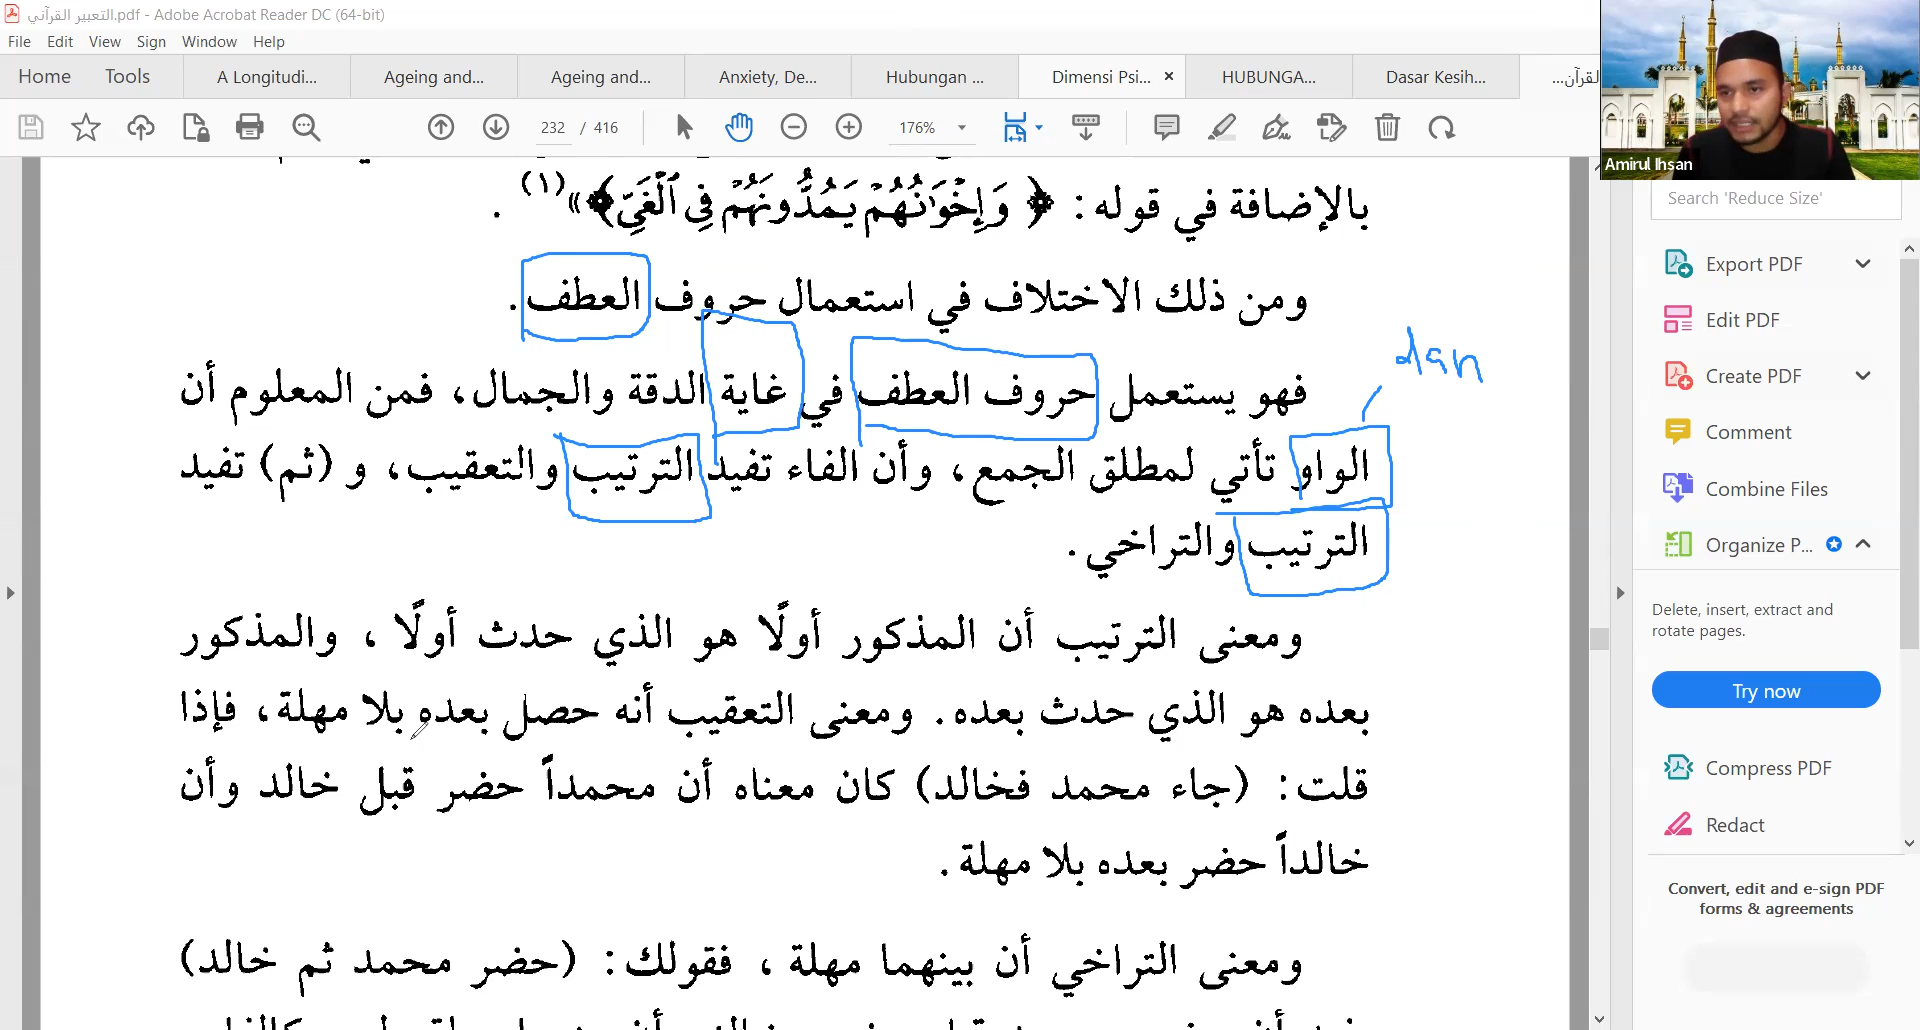 التعبير القرآني.pdf - Adobe Acrobat Reader DC (64-bit)
File Edit View Sign Window Help
Home Tools A Longitudi... Ageing and... Ageing and... Anxiety, De... Hubungan ... Dimensi Psi... × HUBUNGA... Dasar Kesih... ...القرآن
232 / 416 176%
Amirul Ihsan
بالإضافة في قوله : ﴿ وَإِخْوَٰنُهُمْ يَمُدُّونَهُمْ فِى ٱلْغَىِّ ﴾» (١) .
ومن ذلك الاختلاف في استعمال حروف العطف .
dan
فهو يستعمل حروف العطف في غاية الدقة والجمال، فمن المعلوم أن
الواو تأتي لمطلق الجمع، وأن الفاء تفيد الترتيب والتعقيب، و (ثم) تفيد
الترتيب والتراخي .
ومعنى الترتيب أن المذكور أولًا هو الذي حدث أولًا ، والمذكور
بعده هو الذي حدث بعده. ومعنى التعقيب أنه حصل بعده بلا مهلة، فإذا
قلت: (جاء محمد فخالد) كان معناه أن محمداً حضر قبل خالد وأن
خالداً حضر بعده بلا مهلة .
ومعنى التراخي أن بينهما مهلة ، فقولك: (حضر محمد ثم خالد)
Search 'Reduce Size'
Export PDF
Edit PDF
Create PDF
Comment
Combine Files
Organize P...
Delete, insert, extract and
rotate pages.
Try now
Compress PDF
Redact
Convert, edit and e-sign PDF
forms & agreements